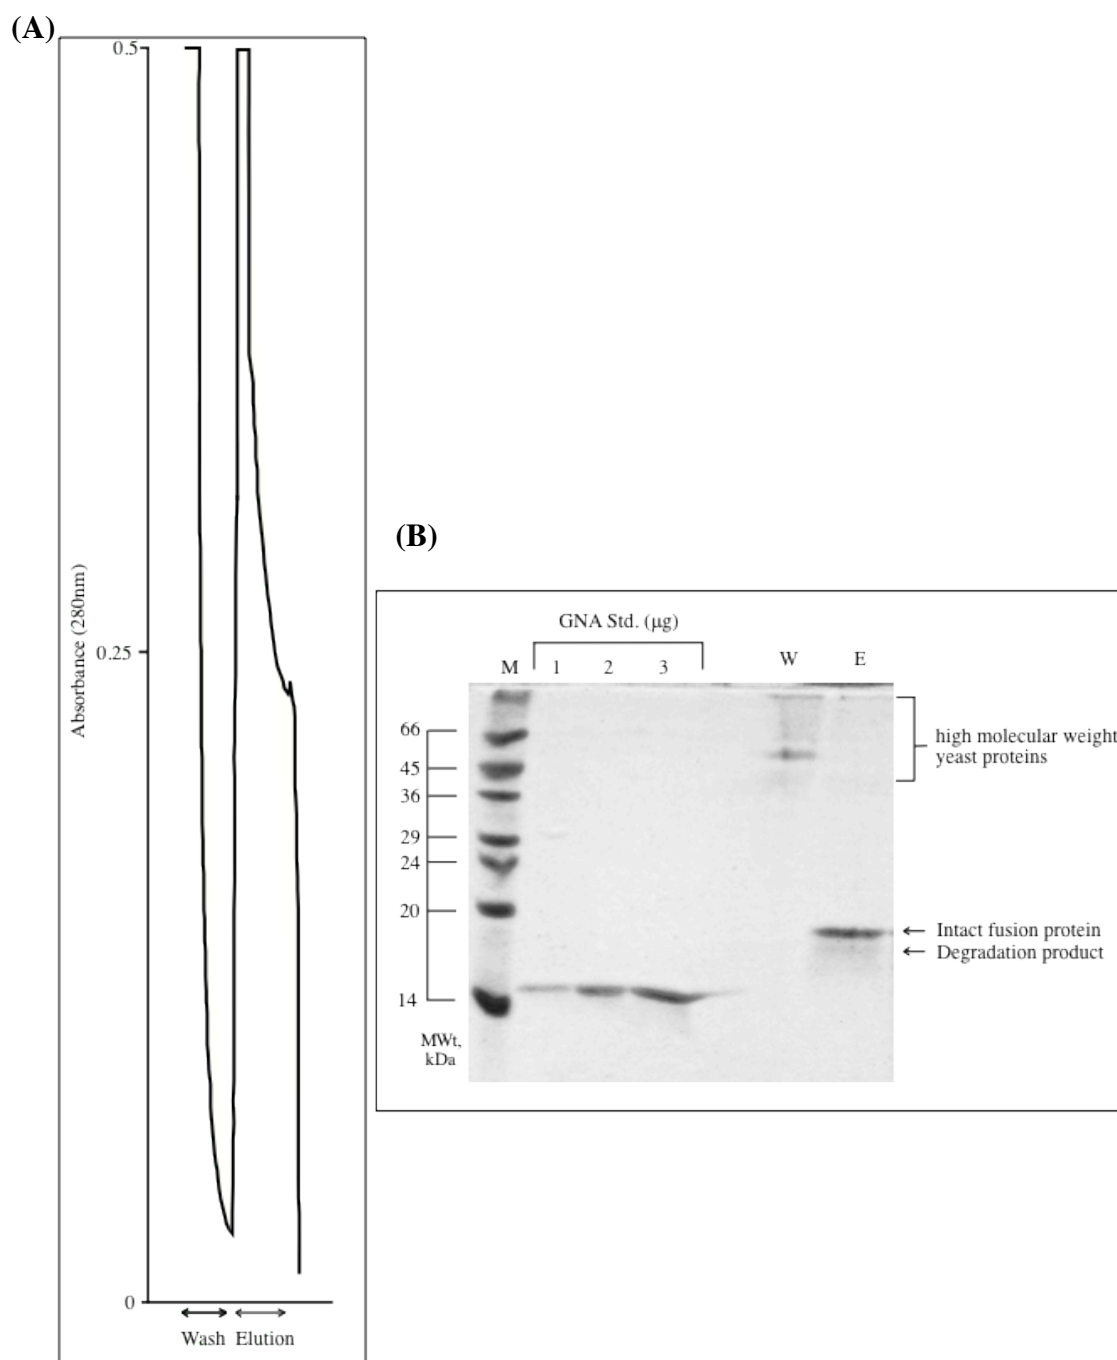 (A)
0.5
Absorbance (280nm)
0.25
0
Wash Elution
(B)
GNA Std. (µg)
M 1 2 3 W E
66
45
36
29
24
20
14
MWt,
kDa
high molecular weight
yeast proteins
Intact fusion protein
Degradation product